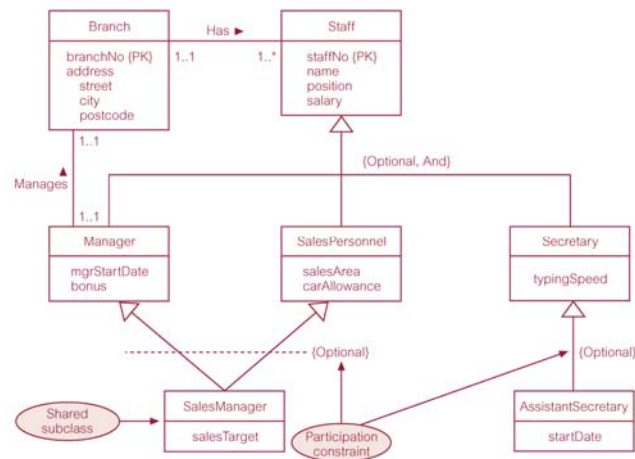 Branch
Has ►
Staff
branchNo {PK}
address
street
city
postcode
1..1
1..*
staffNo {PK}
name
position
salary
1..1
Manages ▲
{Optional, And}
1..1
Manager
mgrStartDate
bonus
SalesPersonnel
salesArea
carAllowance
Secretary
typingSpeed
{Optional}
{Optional}
Shared
subclass
SalesManager
salesTarget
Participation
constraint
AssistantSecretary
startDate